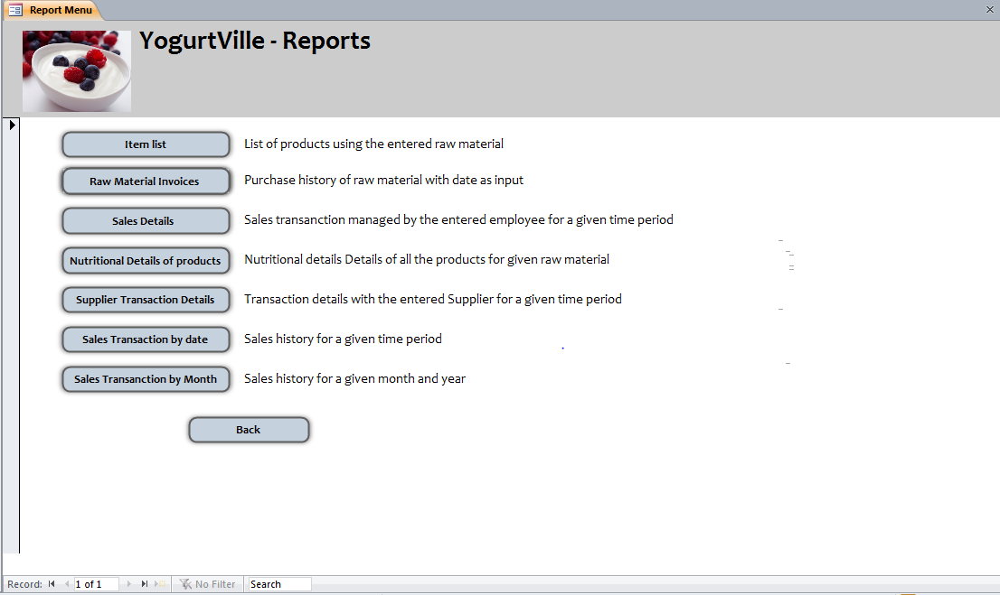 Report Menu
YogurtVille - Reports
Item list List of products using the entered raw material
Raw Material Invoices Purchase history of raw material with date as input
Sales Details Sales transanction managed by the entered employee for a given time period
Nutritional Details of products Nutritional details Details of all the products for given raw material
Supplier Transaction Details Transaction details with the entered Supplier for a given time period
Sales Transaction by date Sales history for a given time period
Sales Transanction by Month Sales history for a given month and year
Back
Record: 1 of 1 No Filter Search